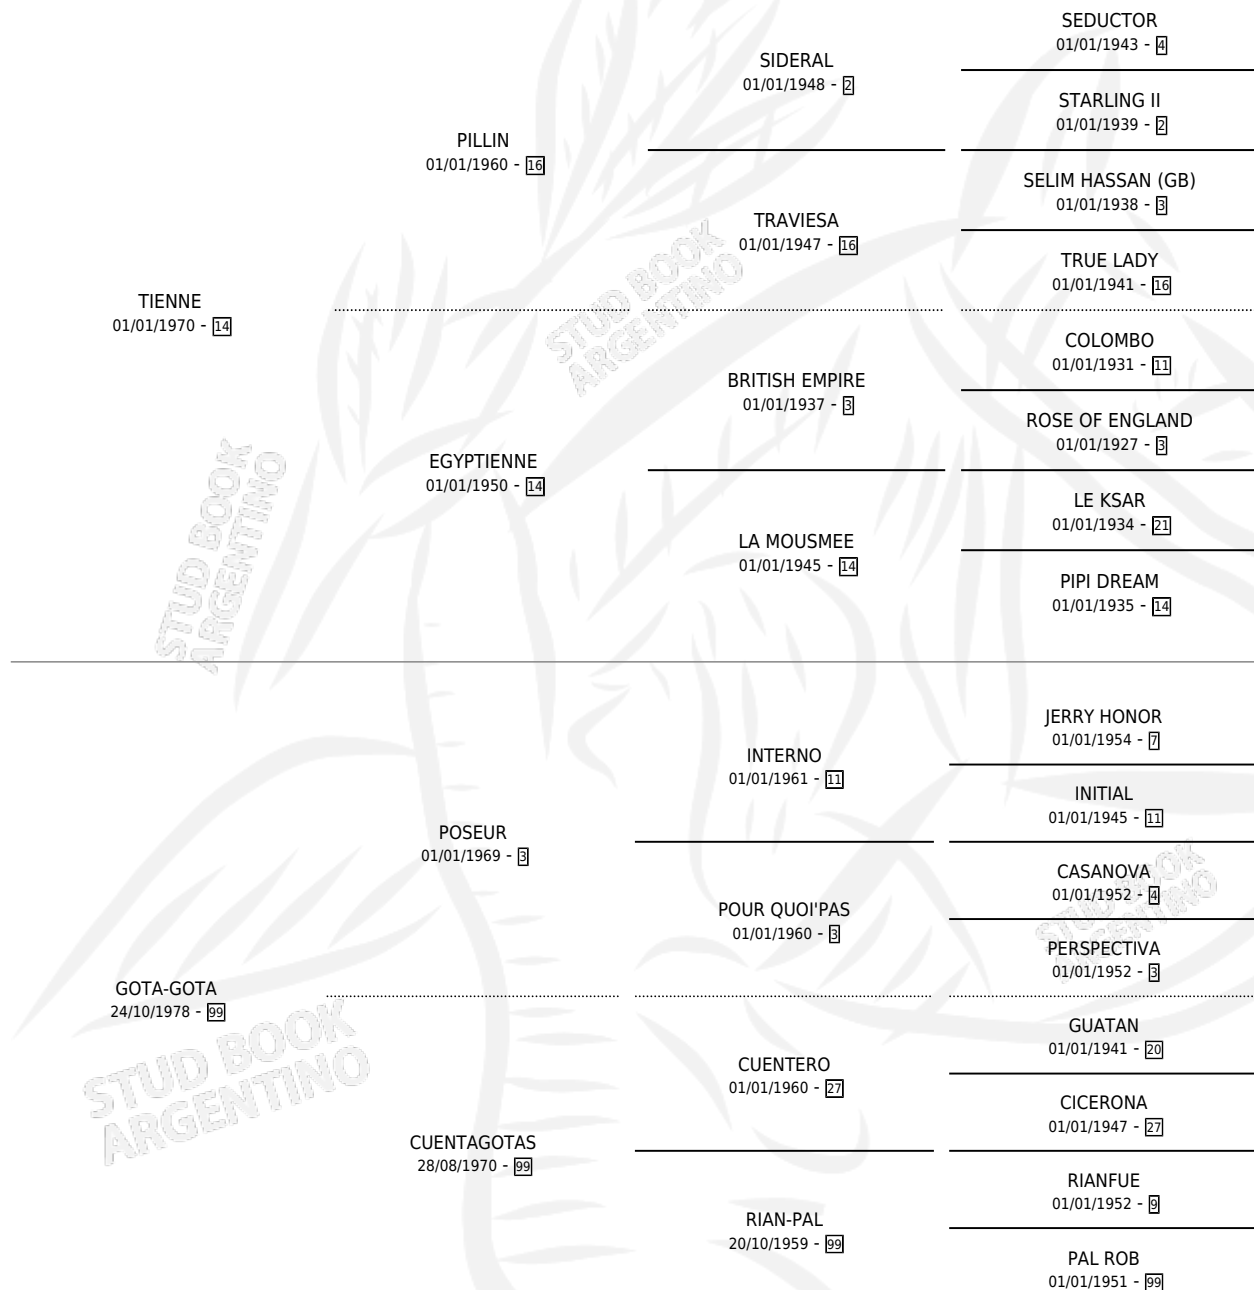 SEDUCTOR
01/01/1943 - 4
SIDERAL
01/01/1948 - 2
STARLING II
01/01/1939 - 2
PILLIN
01/01/1960 - 16
SELIM HASSAN (GB)
01/01/1938 - 3
TRAVIESA
01/01/1947 - 16
TRUE LADY
01/01/1941 - 16
TIENNE
01/01/1970 - 14
COLOMBO
01/01/1931 - 11
BRITISH EMPIRE
01/01/1937 - 3
ROSE OF ENGLAND
01/01/1927 - 3
EGYPTIENNE
01/01/1950 - 14
LE KSAR
01/01/1934 - 21
LA MOUSMEE
01/01/1945 - 14
PIPI DREAM
01/01/1935 - 14
JERRY HONOR
01/01/1954 - 7
INTERNO
01/01/1961 - 11
INITIAL
01/01/1945 - 11
POSEUR
01/01/1969 - 3
CASANOVA
01/01/1952 - 4
POUR QUOI'PAS
01/01/1960 - 3
PERSPECTIVA
01/01/1952 - 3
GOTA-GOTA
24/10/1978 - 99
GUATAN
01/01/1941 - 20
CUENTERO
01/01/1960 - 27
CICERONA
01/01/1947 - 27
CUENTAGOTAS
28/08/1970 - 99
RIANFUE
01/01/1952 - 9
RIAN-PAL
20/10/1959 - 99
PAL ROB
01/01/1951 - 99
STUD BOOK
ARGENTINO
STUD BOOK
ARGENTINO
STUD BOOK
ARGENTINO
STUD BOOK
ARGENTINO